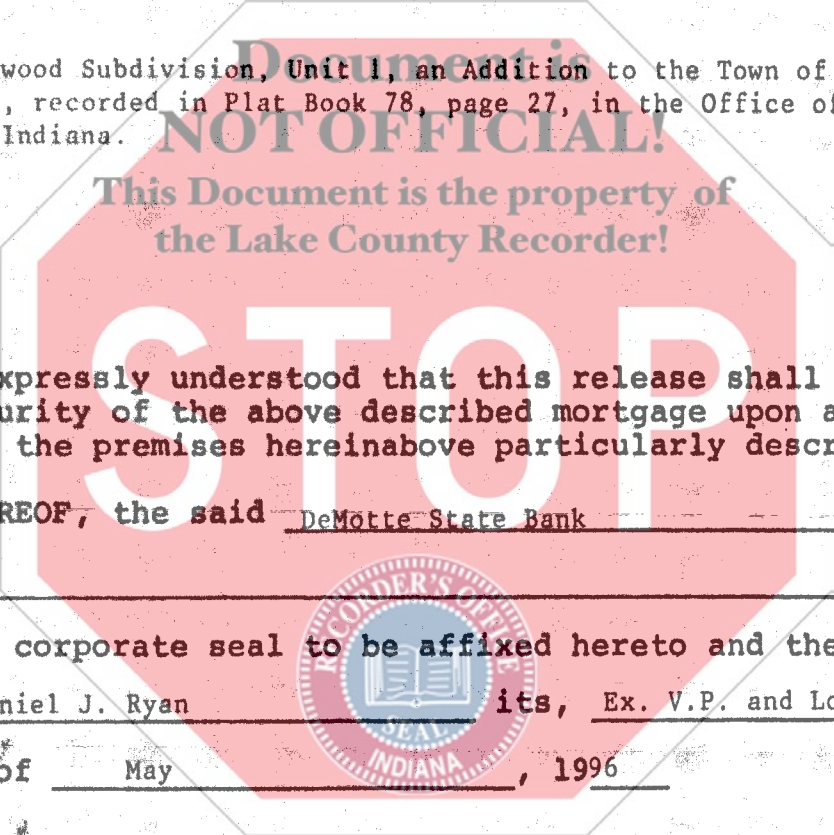 Document is
wood Subdivision, Unit 1, an Addition to the Town of
, recorded in Plat Book 78, page 27, in the Office of
Indiana.
NOT OFFICIAL!
This Document is the property of
the Lake County Recorder!
STOP
xpressly understood that this release shall
urity of the above described mortgage upon a
the premises hereinabove particularly descr
REOF, the said DeMotte State Bank
RECORDER'S OFFICE
corporate seal to be affixed hereto and the
niel J. Ryan its, Ex. V.P. and Lo
SEAL
INDIANA
of May , 1996